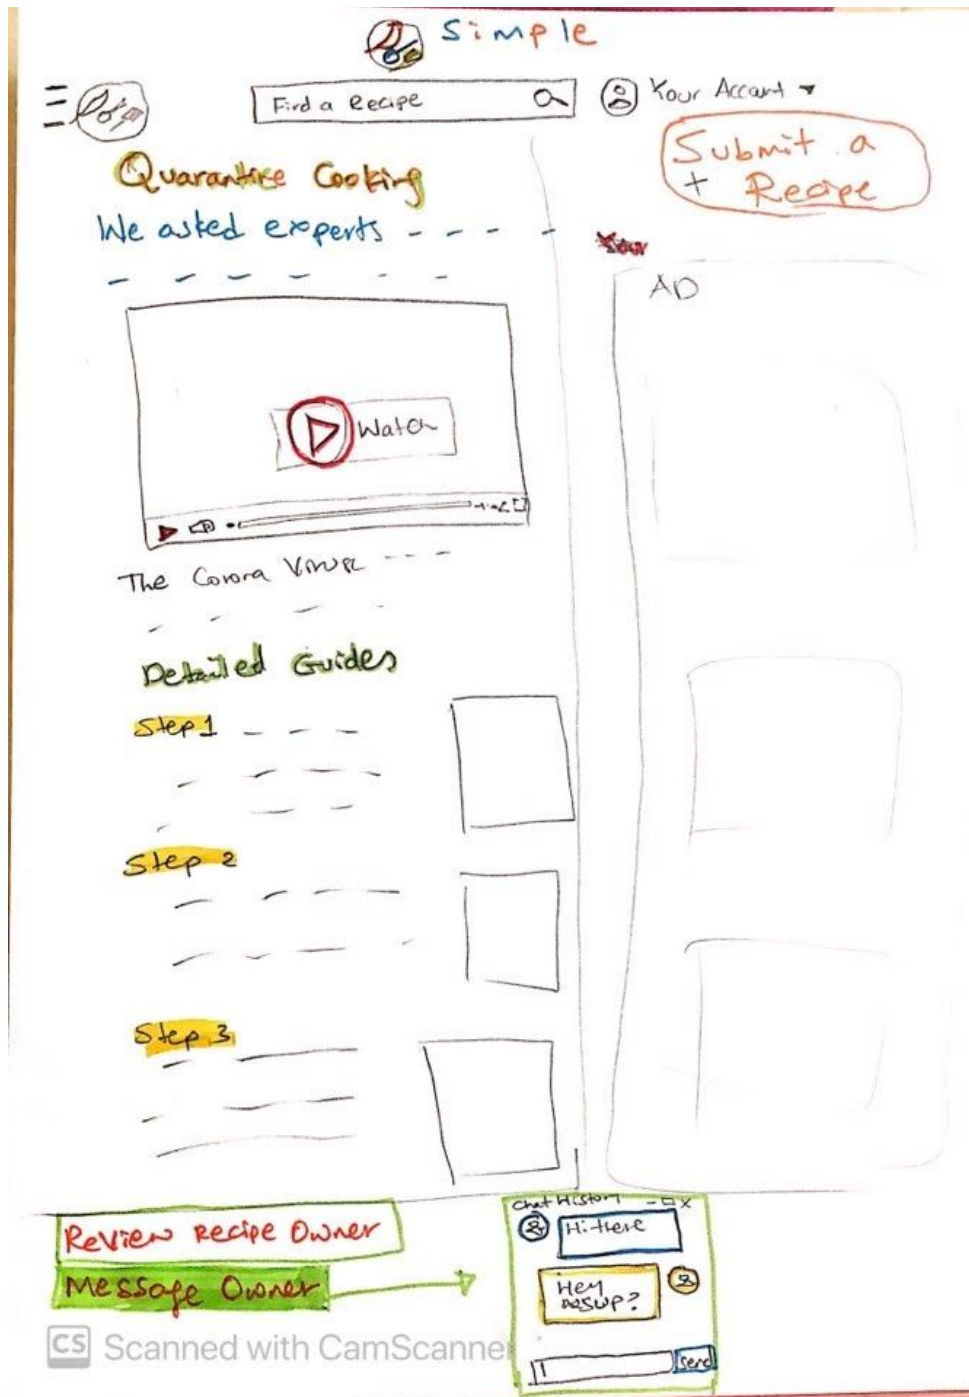 Simple
Find a Recipe
Your Account
Submit a
+ Recipe
Quarantine Cooking
We asked experts
AD
Watch
The Corona
Detailed Guides
Step 1
Step 2
Step 3
Review Recipe Owner
Message Owner
Chat History - □ X
Hi there
Hey
send
CS Scanned with CamScanner